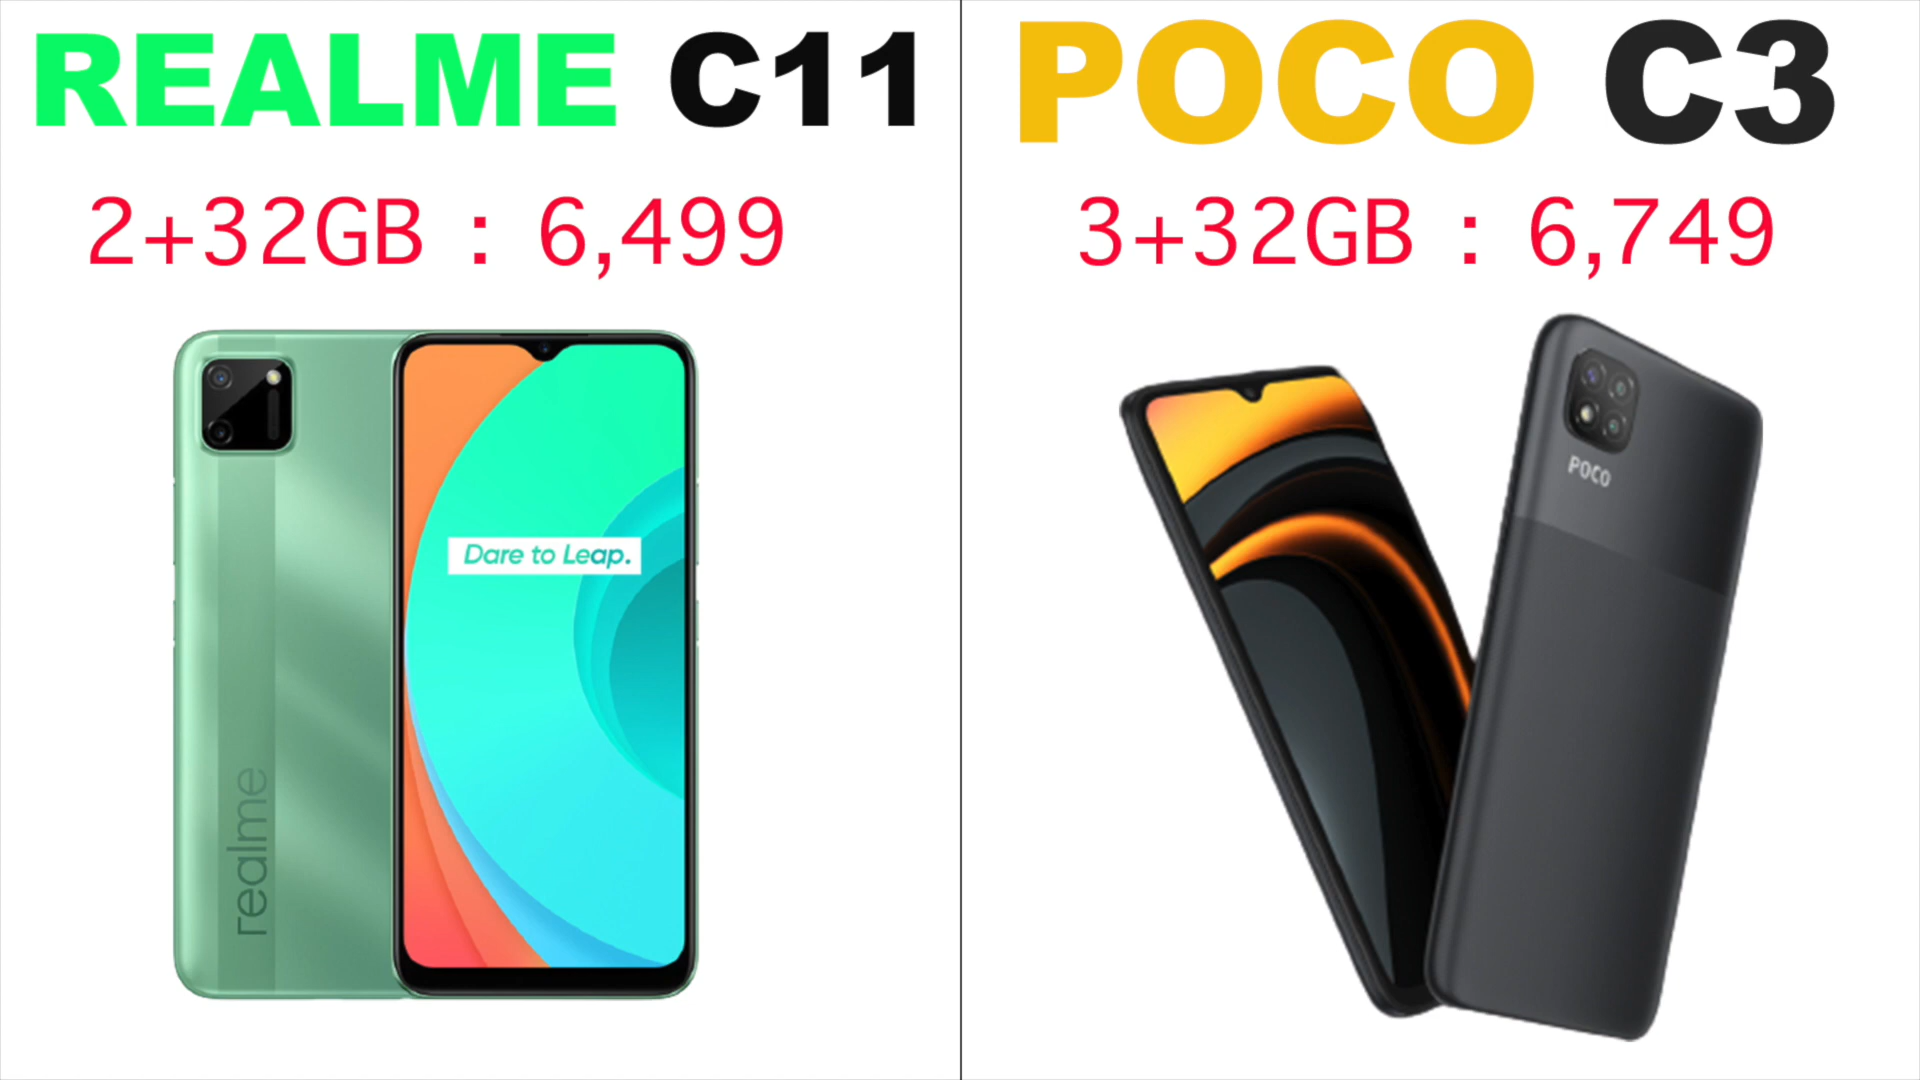 REALME C11
2+32GB : 6,499
Dare to Leap.
realme
POCO C3
3+32GB : 6,749
POCO